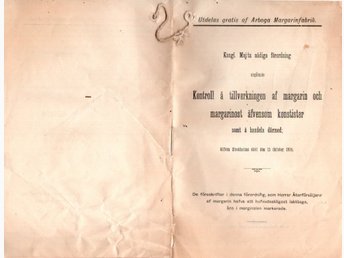 Utdelas gratis af Arboga Margarinfabrik.
Kungl. Maj:ts nådiga förordning
angående
Kontroll å tillverkningen af margarin och
margarinost äfvensom konstister
samt å handeln därmed;
Gifven Stockholms slott den 13 Oktober
De föreskrifter i denna förordning, som Herrar Återförsäljare
af margarin hafva att hufvudsakligast iakttaga,
äro i marginalen markerade.